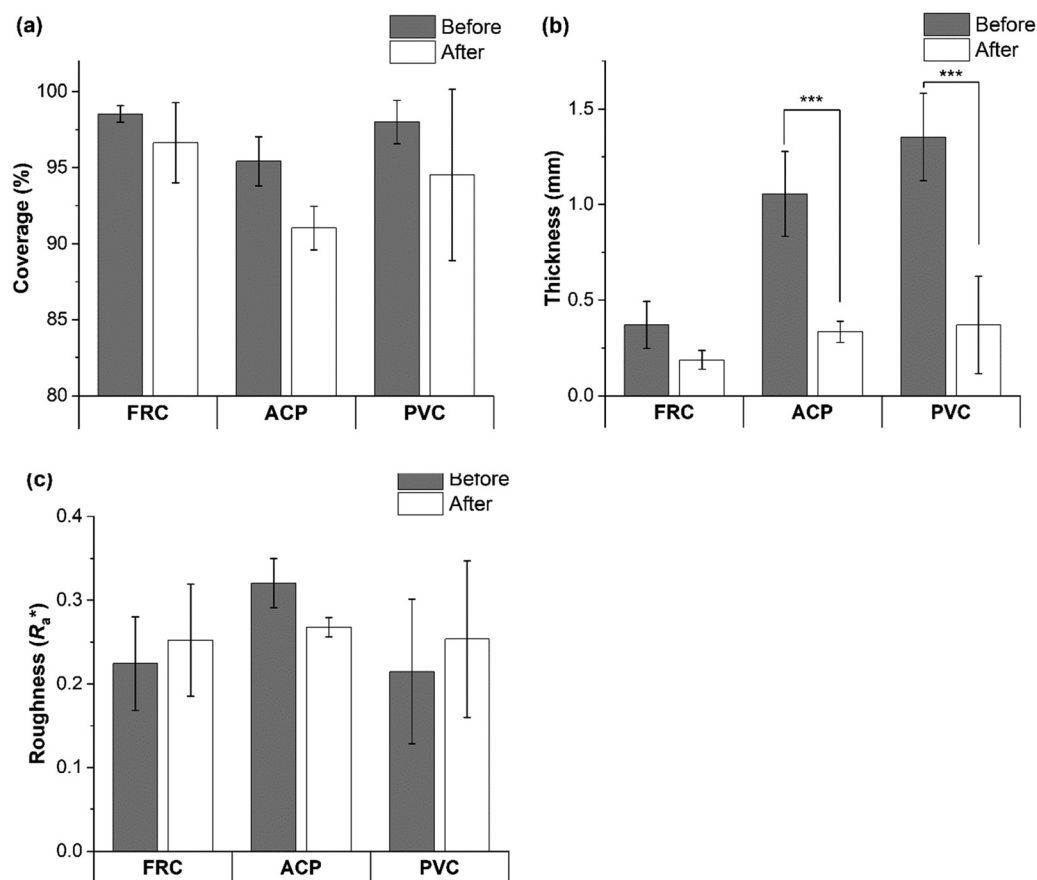 (a)
Before
After
Coverage (%)
100
95
90
85
80
FRC ACP PVC
(b)
Before
After
Thickness (mm)
***
***
1.5
1.0
0.5
0.0
FRC ACP PVC
(c)
Before
After
Roughness (Ra*)
0.4
0.3
0.2
0.1
0.0
FRC ACP PVC